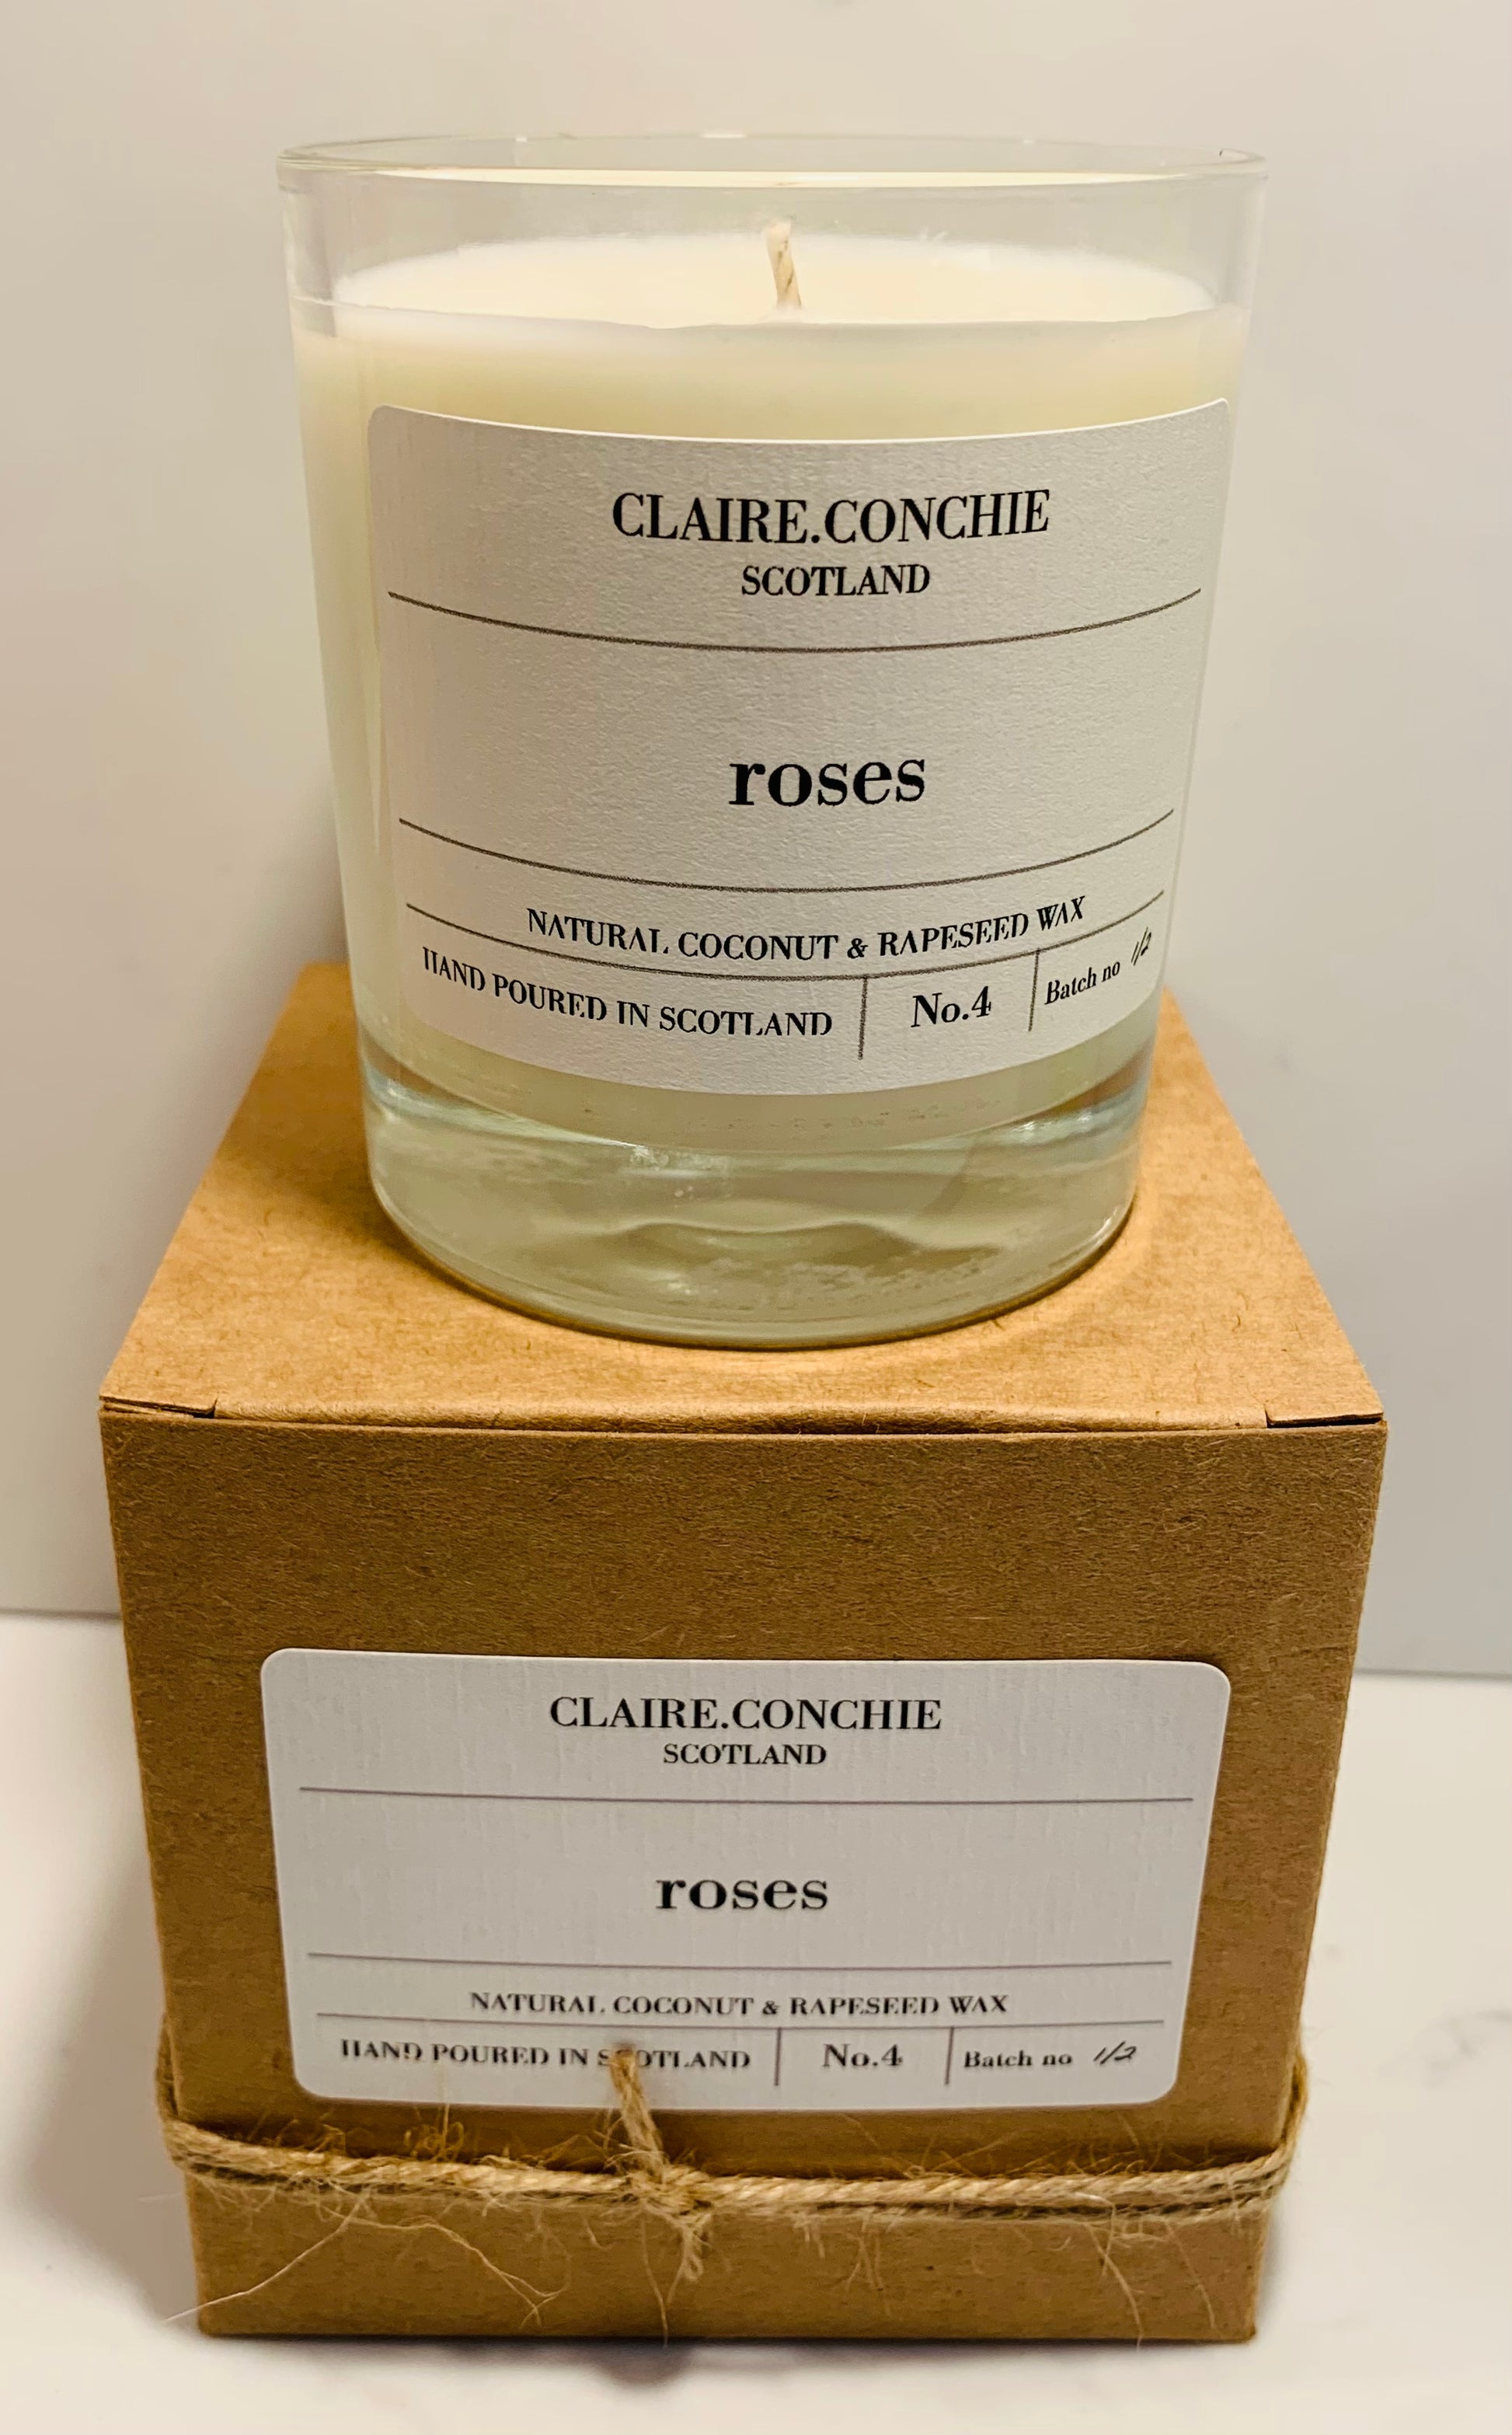 CLAIRE.CONCHIE
SCOTLAND
roses
NATURAL COCONUT & RAPESEED WAX
HAND POURED IN SCOTLAND No.4 Batch no 1/2
CLAIRE.CONCHIE
SCOTLAND
roses
NATURAL COCONUT & RAPESEED WAX
HAND POURED IN SCOTLAND No.4 Batch no 1/2